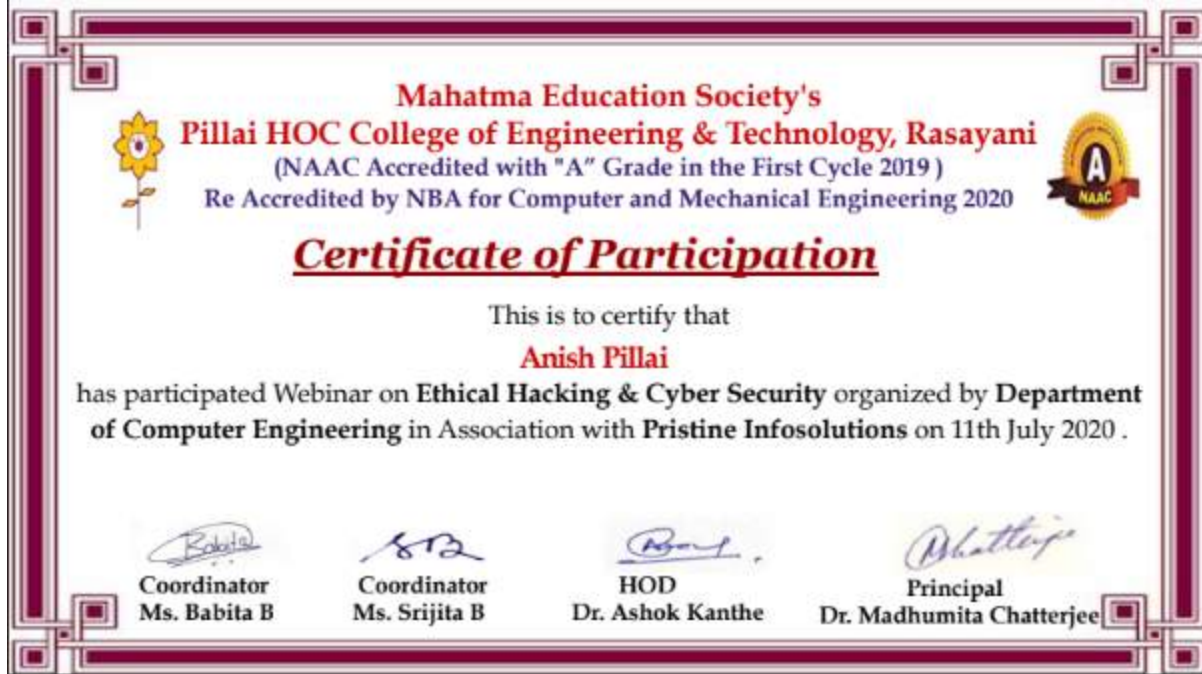 Mahatma Education Society's
Pillai HOC College of Engineering & Technology, Rasayani
(NAAC Accredited with "A” Grade in the First Cycle 2019 )
Re Accredited by NBA for Computer and Mechanical Engineering 2020
A
NAAC
Certificate of Participation
This is to certify that
Anish Pillai
has participated Webinar on Ethical Hacking & Cyber Security organized by Department
of Computer Engineering in Association with Pristine Infosolutions on 11th July 2020 .
Babita
SB
Chatterjee
Coordinator
Ms. Babita B
Coordinator
Ms. Srijita B
HOD
Dr. Ashok Kanthe
Principal
Dr. Madhumita Chatterjee